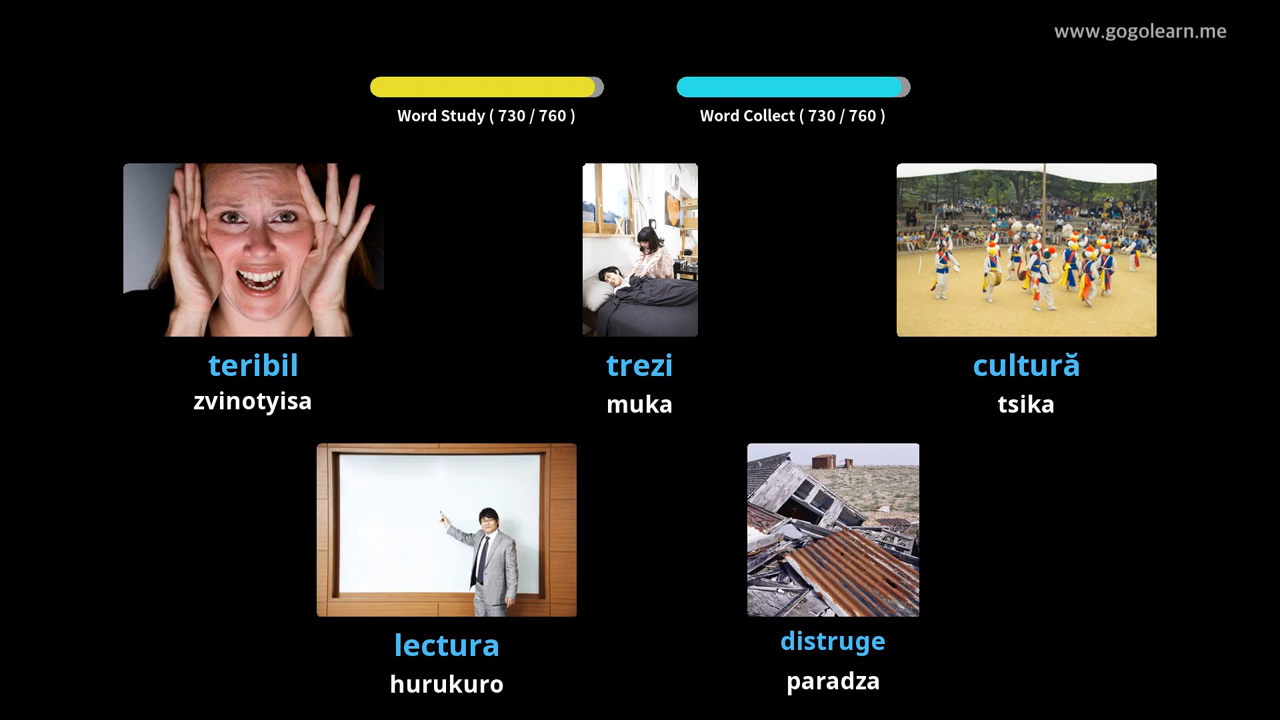 www.gogolearn.me
Word Study ( 730 / 760 )
Word Collect ( 730 / 760 )
teribil
zvinotyisa
trezi
muka
cultură
tsika
lectura
hurukuro
distruge
paradza